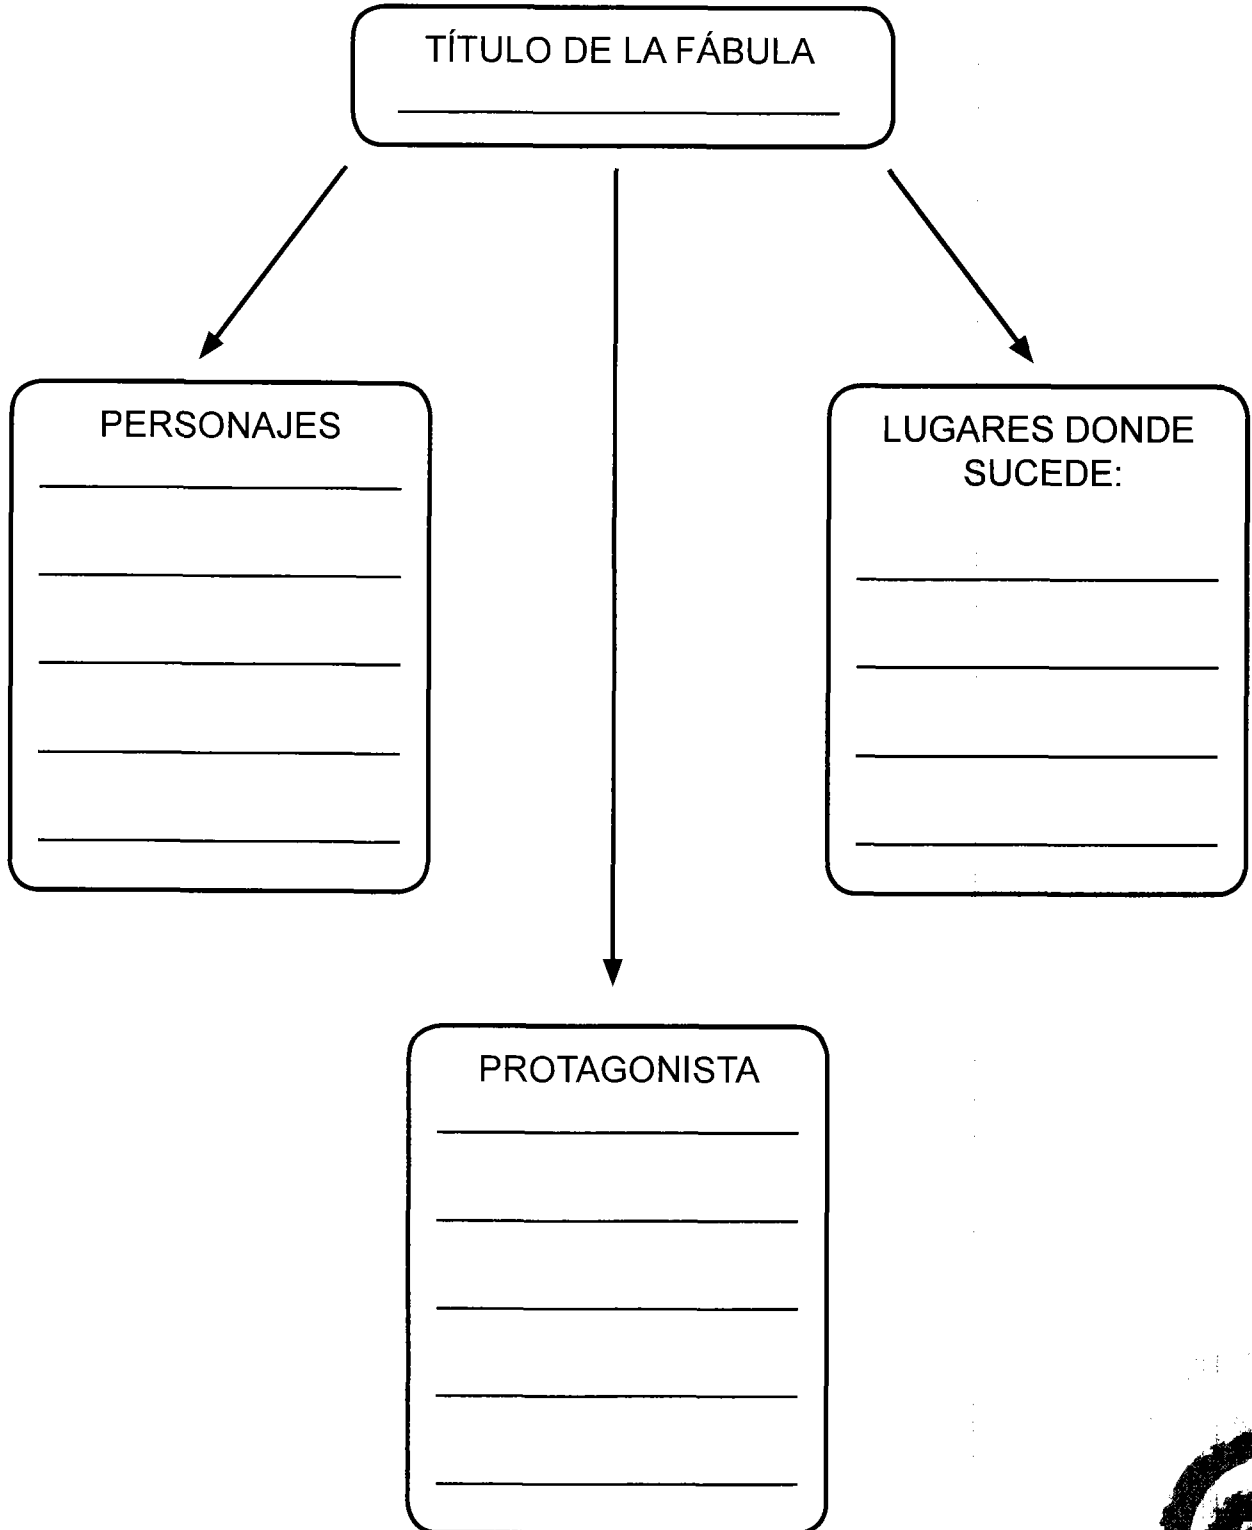 TÍTULO DE LA FÁBULA
PERSONAJES
LUGARES DONDE
SUCEDE:
PROTAGONISTA